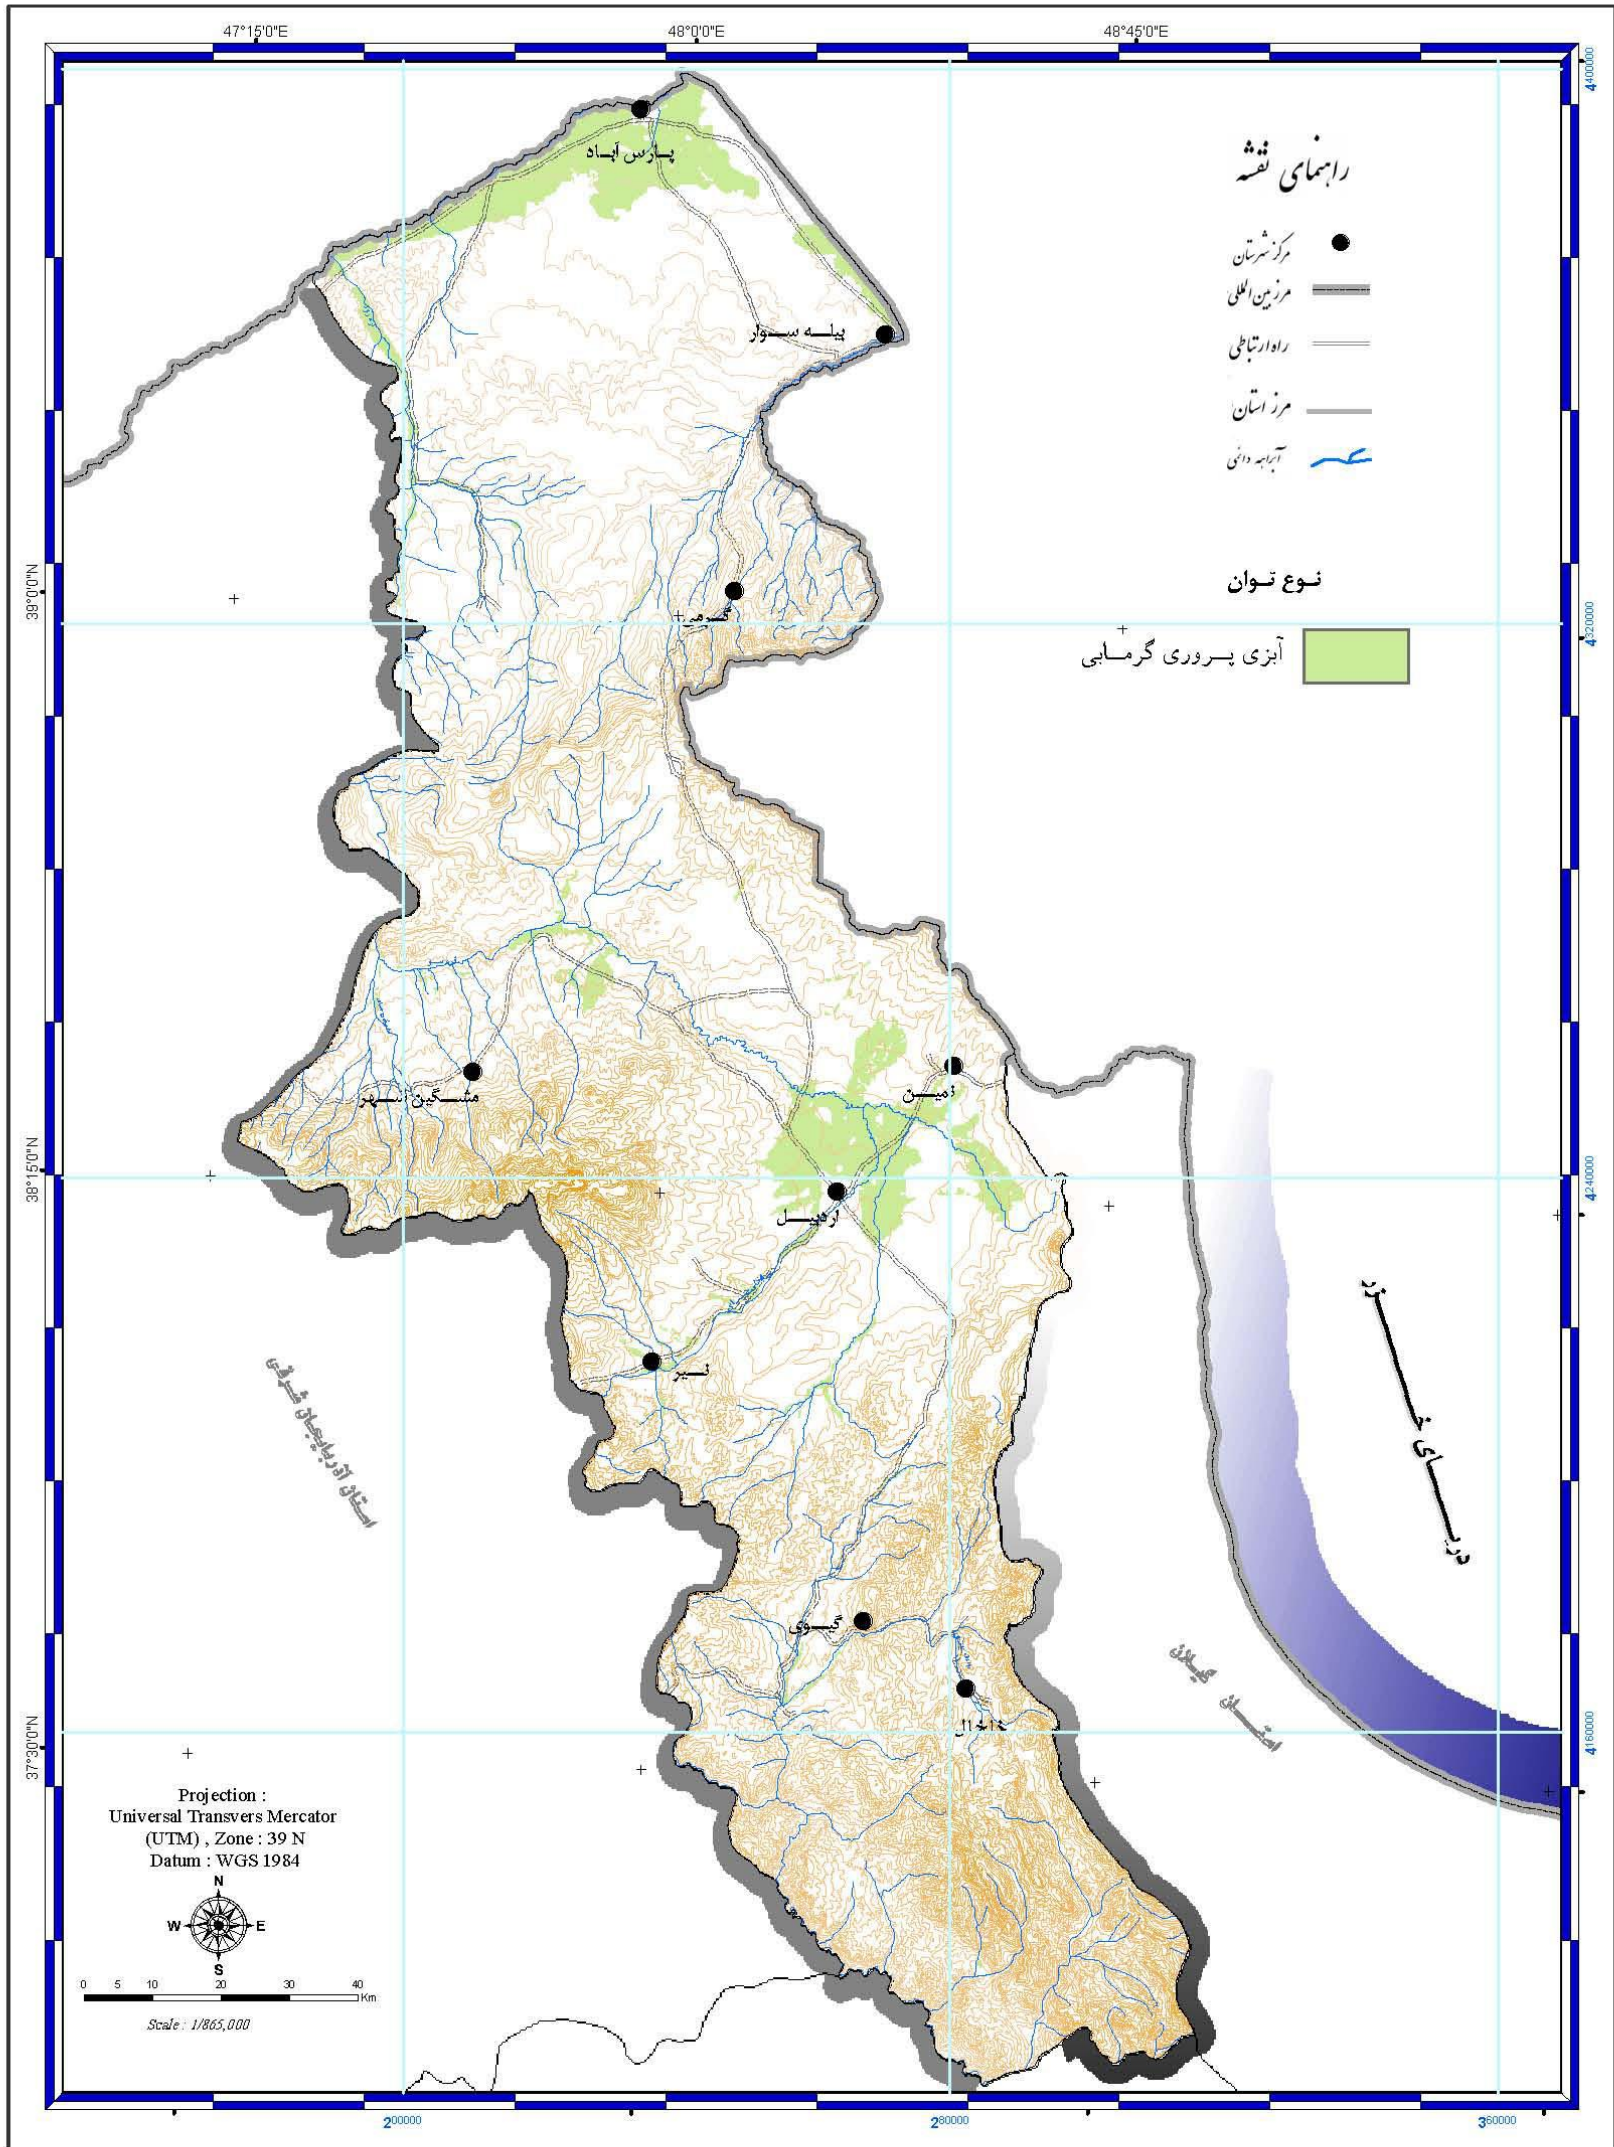 47°15'0"E
48°0'0"E
48°45'0"E
4400000
راهنمای نقشه
مرکز شهرستان
مرز بین‌المللی
راه ارتباطی
مرز استان
آبراهه دائمی
نوع توان
آبزی پروری گرمابی
پارس آباد
بیله سوار
39°0'0"N
گرمی
4320000
نمین
مشگین شهر
38°15'0"N
4240000
اردبیل
نیر
استان آذربایجان شرقی
دریای خزر
گیوی
استان گیلان
خلخال
37°30'0"N
4160000
Projection :
Universal Transvers Mercator
(UTM) , Zone : 39 N
Datum : WGS 1984
N
W E
S
0 5 10 20 30 40
Km
Scale : 1/865,000
200000
280000
360000